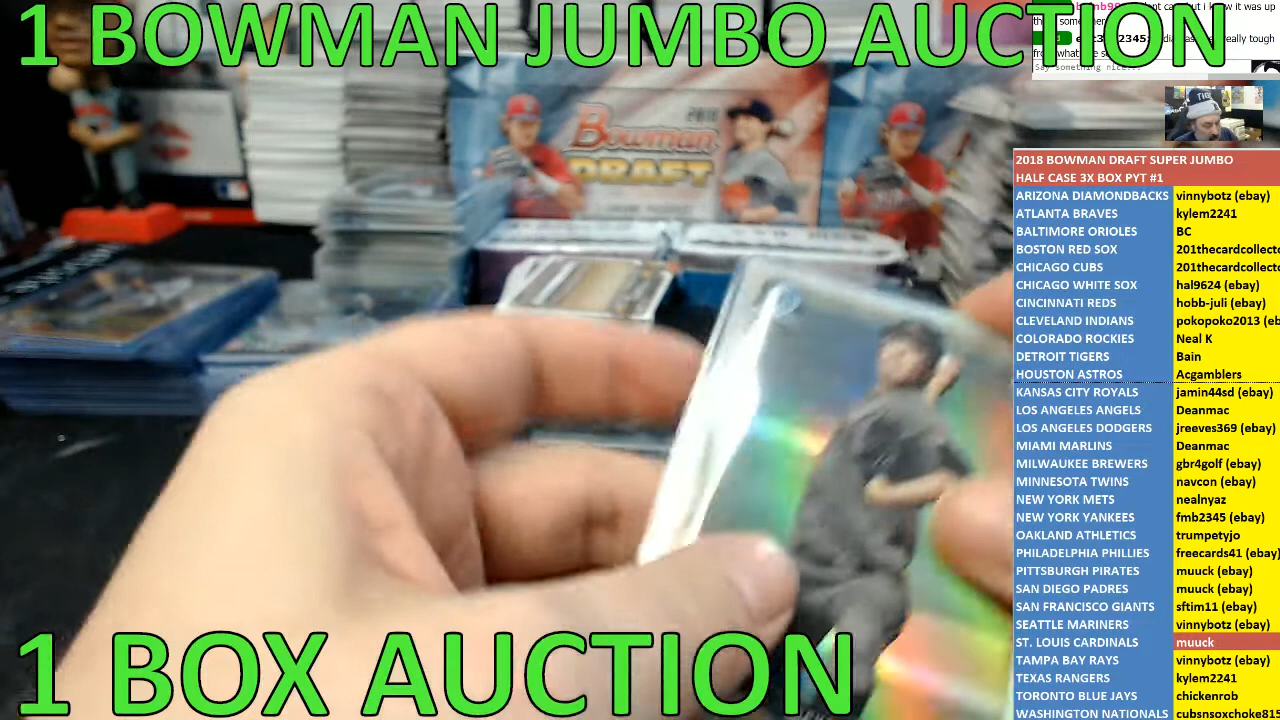 1 BOWMAN JUMBO AUCTION
Say something nice...
2018
Bowman
DRAFT
2018 BOWMAN DRAFT SUPER JUMBO
HALF CASE 3X BOX PYT #1
ARIZONA DIAMONDBACKS vinnybotz (ebay)
ATLANTA BRAVES kylem2241
BALTIMORE ORIOLES BC
BOSTON RED SOX 201thecardcollecto
CHICAGO CUBS 201thecardcollecto
CHICAGO WHITE SOX hal9624 (ebay)
CINCINNATI REDS hobb-juli (ebay)
CLEVELAND INDIANS pokopoko2013 (eb
COLORADO ROCKIES Neal K
DETROIT TIGERS Bain
HOUSTON ASTROS Acgamblers
KANSAS CITY ROYALS jamin44sd (ebay)
LOS ANGELES ANGELS Deanmac
LOS ANGELES DODGERS jreeves369 (ebay)
MIAMI MARLINS Deanmac
MILWAUKEE BREWERS gbr4golf (ebay)
MINNESOTA TWINS navcon (ebay)
NEW YORK METS nealnyaz
NEW YORK YANKEES fmb2345 (ebay)
OAKLAND ATHLETICS trumpetyjo
PHILADELPHIA PHILLIES freecards41 (ebay)
PITTSBURGH PIRATES muuck (ebay)
SAN DIEGO PADRES muuck (ebay)
SAN FRANCISCO GIANTS sftim11 (ebay)
SEATTLE MARINERS vinnybotz (ebay)
ST. LOUIS CARDINALS muuck
TAMPA BAY RAYS vinnybotz (ebay)
TEXAS RANGERS kylem2241
TORONTO BLUE JAYS chickenrob
WASHINGTON NATIONALS cubsnsoxchoke815
1 BOX AUCTION